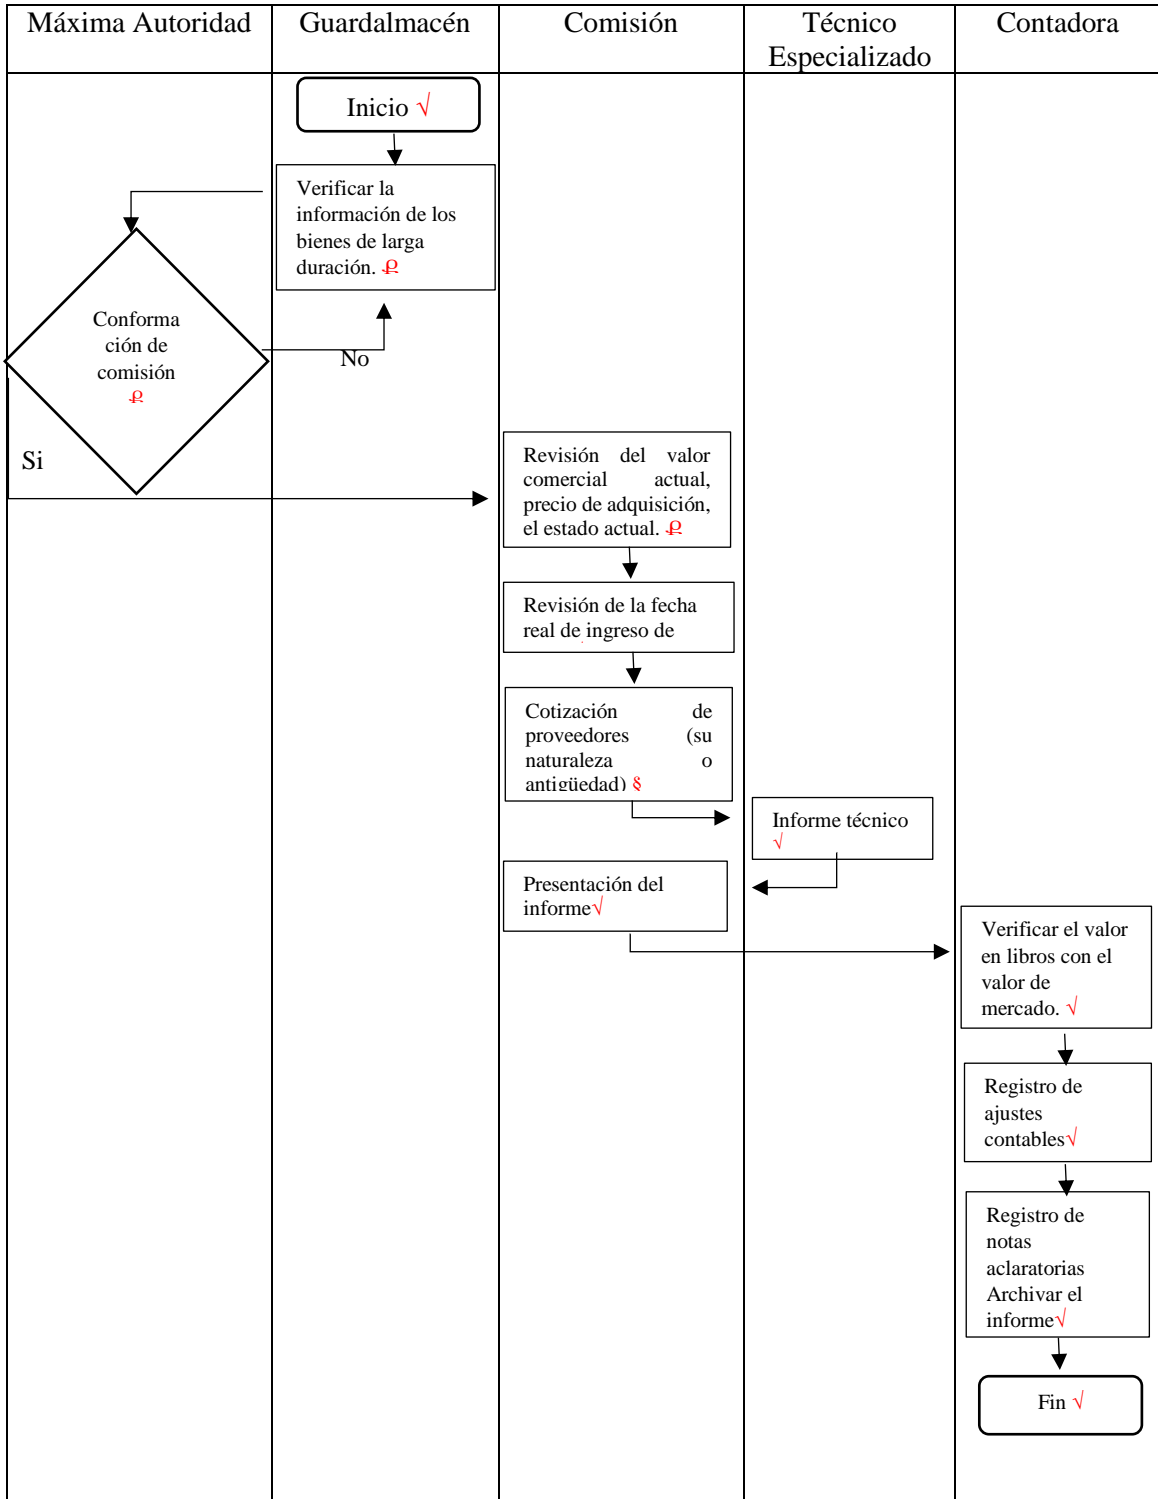 Máxima Autoridad
Guardalmacén
Comisión
Técnico
Especializado
Contadora
Inicio √
Verificar la
información de los
bienes de larga
duración. ꝃ
Conforma
ción de
comisión
ꝃ
No
Si
Revisión del valor
comercial actual,
precio de adquisición,
el estado actual. ꝃ
Revisión de la fecha
real de ingreso de
Cotización de
proveedores (su
naturaleza o
antigüedad) §
Informe técnico
√
Presentación del
informe√
Verificar el valor
en libros con el
valor de
mercado. √
Registro de
ajustes
contables√
Registro de
notas
aclaratorias
Archivar el
informe√
Fin √